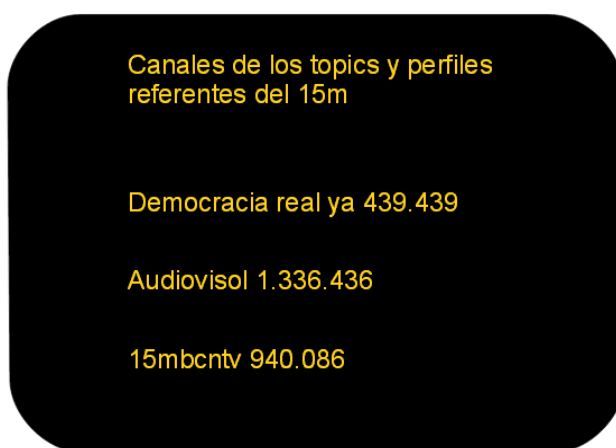 Canales de los topics y perfiles
referentes del 15m
Democracia real ya 439.439
Audiovisol 1.336.436
15mbcntv 940.086